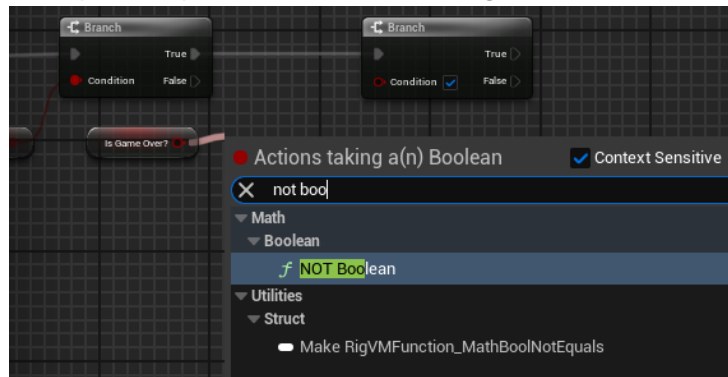 Branch
True
Condition False
Branch
True
Condition False
Is Game Over?
Actions taking a(n) Boolean Context Sensitive
not boo
Math
Boolean
f NOT Boolean
Utilities
Struct
Make RigVMFunction_MathBoolNotEquals